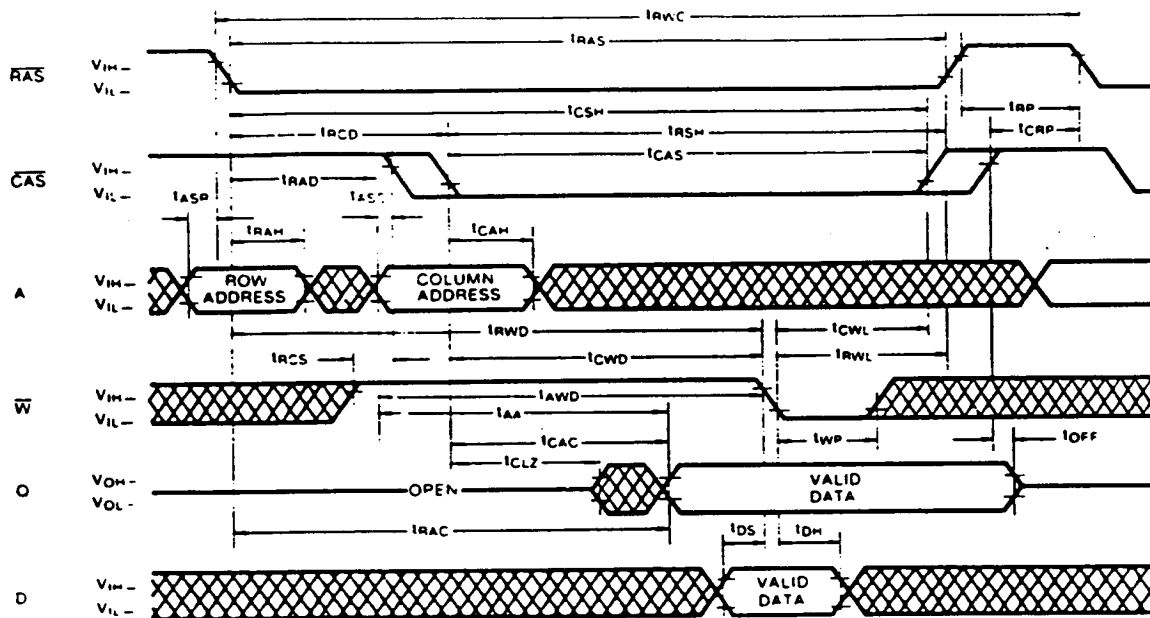 tRWC
tRAS
RAS VIH–
VIL–
tCSH tRP
tRCD tRSH tCRP
tCAS
CAS VIH–
VIL– tRAD
tASR tASC
tRAH tCAH
A VIH–
VIL–
ROW ADDRESS
COLUMN ADDRESS
tRWD tCWL
tRCS tCWD tRWL
W VIH–
VIL–
tAWD
tAA
tCAC tWP tOFF
tCLZ
Q VOH–
VOL–
OPEN
VALID DATA
tRAC tDS tDH
D VIH–
VIL–
VALID DATA